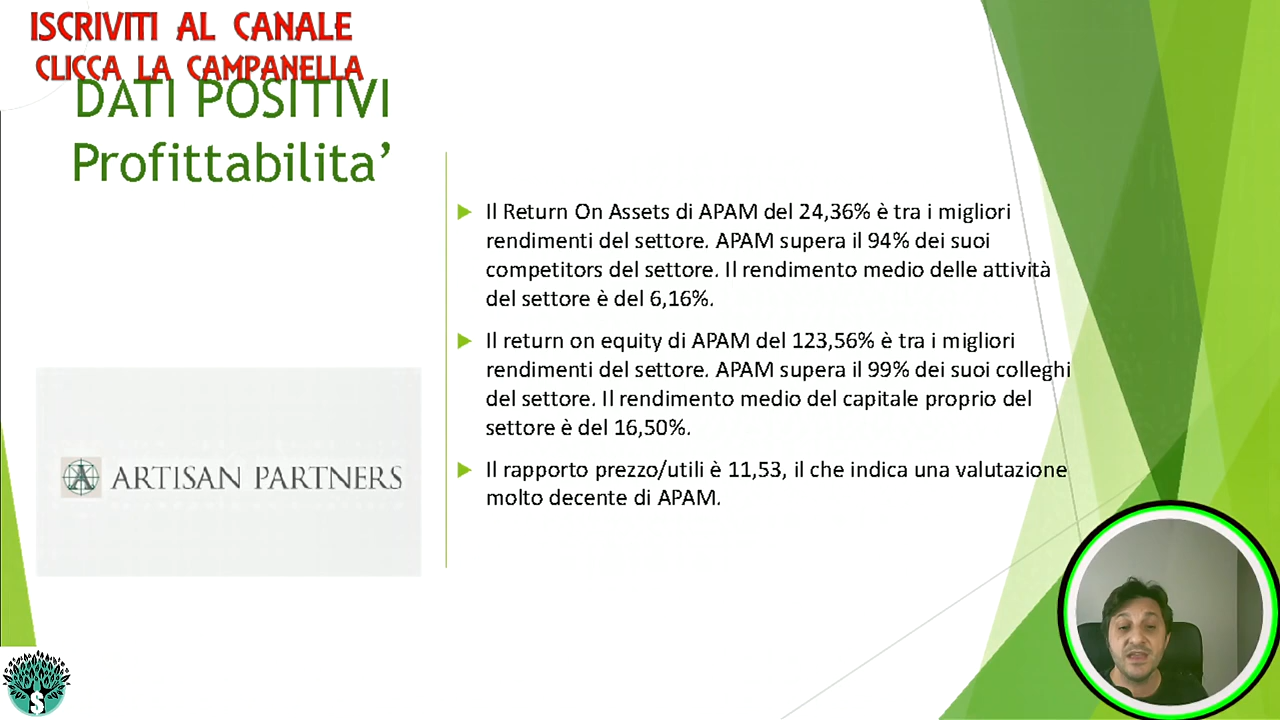 ISCRIVITI AL CANALE
CLICCA LA CAMPANELLA
DATI POSITIVI
Profittabilita’
Il Return On Assets di APAM del 24,36% è tra i migliori
rendimenti del settore. APAM supera il 94% dei suoi
competitors del settore. Il rendimento medio delle attività
del settore è del 6,16%.
Il return on equity di APAM del 123,56% è tra i migliori
rendimenti del settore. APAM supera il 99% dei suoi colleghi
del settore. Il rendimento medio del capitale proprio del
settore è del 16,50%.
Il rapporto prezzo/utili è 11,53, il che indica una valutazione
molto decente di APAM.
A ARTISAN PARTNERS
$